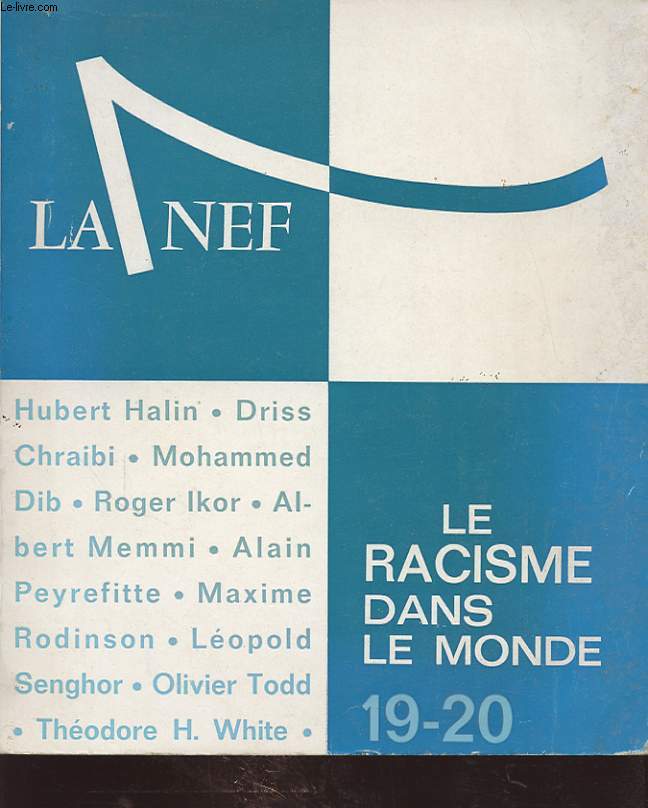 Le-livre.com
LA NEF
Hubert Halin • Driss
Chraibi • Mohammed
Dib • Roger Ikor • Al-
bert Memmi • Alain
Peyrefitte • Maxime
Rodinson • Léopold
Senghor • Olivier Todd
• Théodore H. White •
LE
RACISME
DANS
LE MONDE
19-20